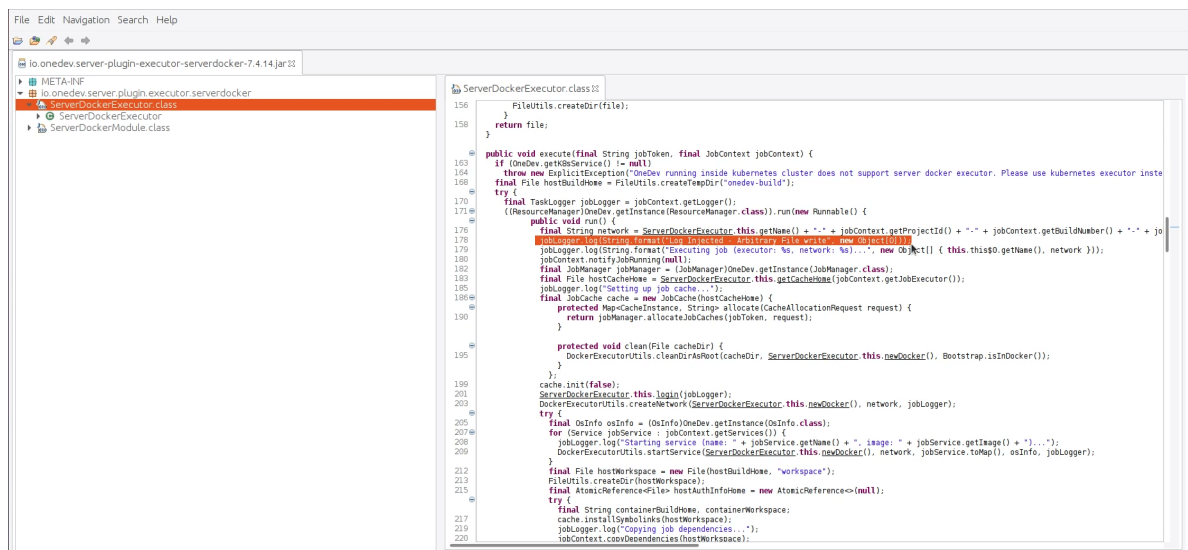 File Edit Navigation Search Help
io.onedev.server-plugin-executor-serverdocker-7.4.14.jar
META-INF
io.onedev.server.plugin.executor.serverdocker
ServerDockerExecutor.class
ServerDockerExecutor
ServerDockerModule.class
ServerDockerExecutor.class
156 FileUtils.createDir(file);
}
158 return file;
}
public void execute(final String jobToken, final JobContext jobContext) {
163 if (OneDev.getK8sService() != null)
164 throw new ExplicitException("OneDev running inside kubernetes cluster does not support server docker executor. Please use kubernetes executor inste
168 final File hostBuildHome = FileUtils.createTempDir("onedev-build");
try {
170 final TaskLogger jobLogger = jobContext.getLogger();
171 ((ResourceManager)OneDev.getInstance(ResourceManager.class)).run(new Runnable() {
public void run() {
176 final String network = ServerDockerExecutor.this.getName() + "-" + jobContext.getProjectId() + "-" + jobContext.getBuildNumber() + "-" + jo
178 jobLogger.log(String.format("Log Injected - Arbitrary File write", new Object[0]));
179 jobLogger.log(String.format("Executing job (executor: %s, network: %s)...", new Object[] { this.this$0.getName(), network }));
180 jobContext.notifyJobRunning(null);
182 final JobManager jobManager = (JobManager)OneDev.getInstance(JobManager.class);
183 final File hostCacheHome = ServerDockerExecutor.this.getCacheHome(jobContext.getJobExecutor());
185 jobLogger.log("Setting up job cache...");
186 final JobCache cache = new JobCache(hostCacheHome) {
protected Map<CacheInstance, String> allocate(CacheAllocationRequest request) {
190 return jobManager.allocateJobCaches(jobToken, request);
}
protected void clean(File cacheDir) {
195 DockerExecutorUtils.cleanDirAsRoot(cacheDir, ServerDockerExecutor.this.newDocker(), Bootstrap.isInDocker());
}
};
199 cache.init(false);
201 ServerDockerExecutor.this.login(jobLogger);
203 DockerExecutorUtils.createNetwork(ServerDockerExecutor.this.newDocker(), network, jobLogger);
try {
205 final OsInfo osInfo = (OsInfo)OneDev.getInstance(OsInfo.class);
207 for (Service jobService : jobContext.getServices()) {
208 jobLogger.log("Starting service (name: " + jobService.getName() + ", image: " + jobService.getImage() + ")...");
209 DockerExecutorUtils.startService(ServerDockerExecutor.this.newDocker(), network, jobService.toMap(), osInfo, jobLogger);
}
212 final File hostWorkspace = new File(hostBuildHome, "workspace");
213 FileUtils.createDir(hostWorkspace);
215 final AtomicReference<File> hostAuthInfoHome = new AtomicReference<>(null);
try {
final String containerBuildHome, containerWorkspace;
217 cache.installSymbolinks(hostWorkspace);
219 jobLogger.log("Copying job dependencies...");
220 jobContext.copyDependencies(hostWorkspace);